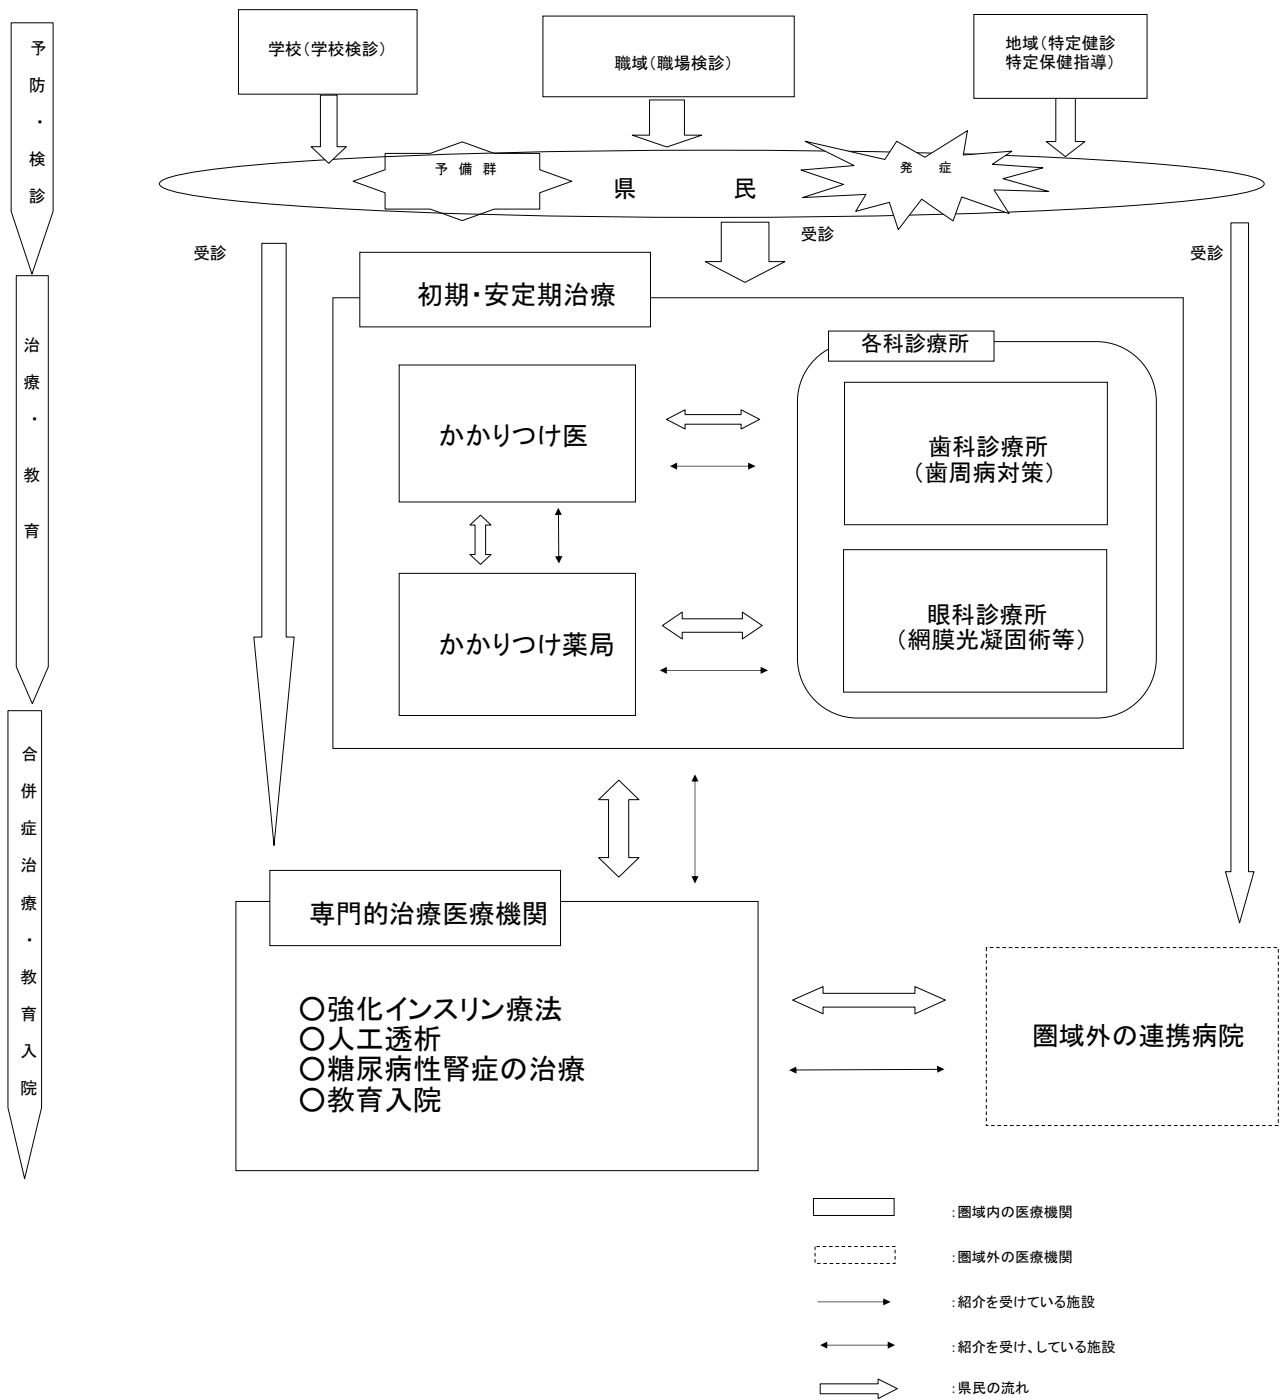 予防・検診
学校(学校検診)
職域(職場検診)
地域(特定健診
特定保健指導)
予備群
県民
発症
受診
受診
受診
治療・教育
初期・安定期治療
各科診療所
かかりつけ医
歯科診療所
(歯周病対策)
かかりつけ薬局
眼科診療所
(網膜光凝固術等)
合併症治療・教育入院
専門的治療医療機関
○強化インスリン療法
○人工透析
○糖尿病性腎症の治療
○教育入院
圏域外の連携病院
:圏域内の医療機関
:圏域外の医療機関
:紹介を受けている施設
:紹介を受け、している施設
:県民の流れ